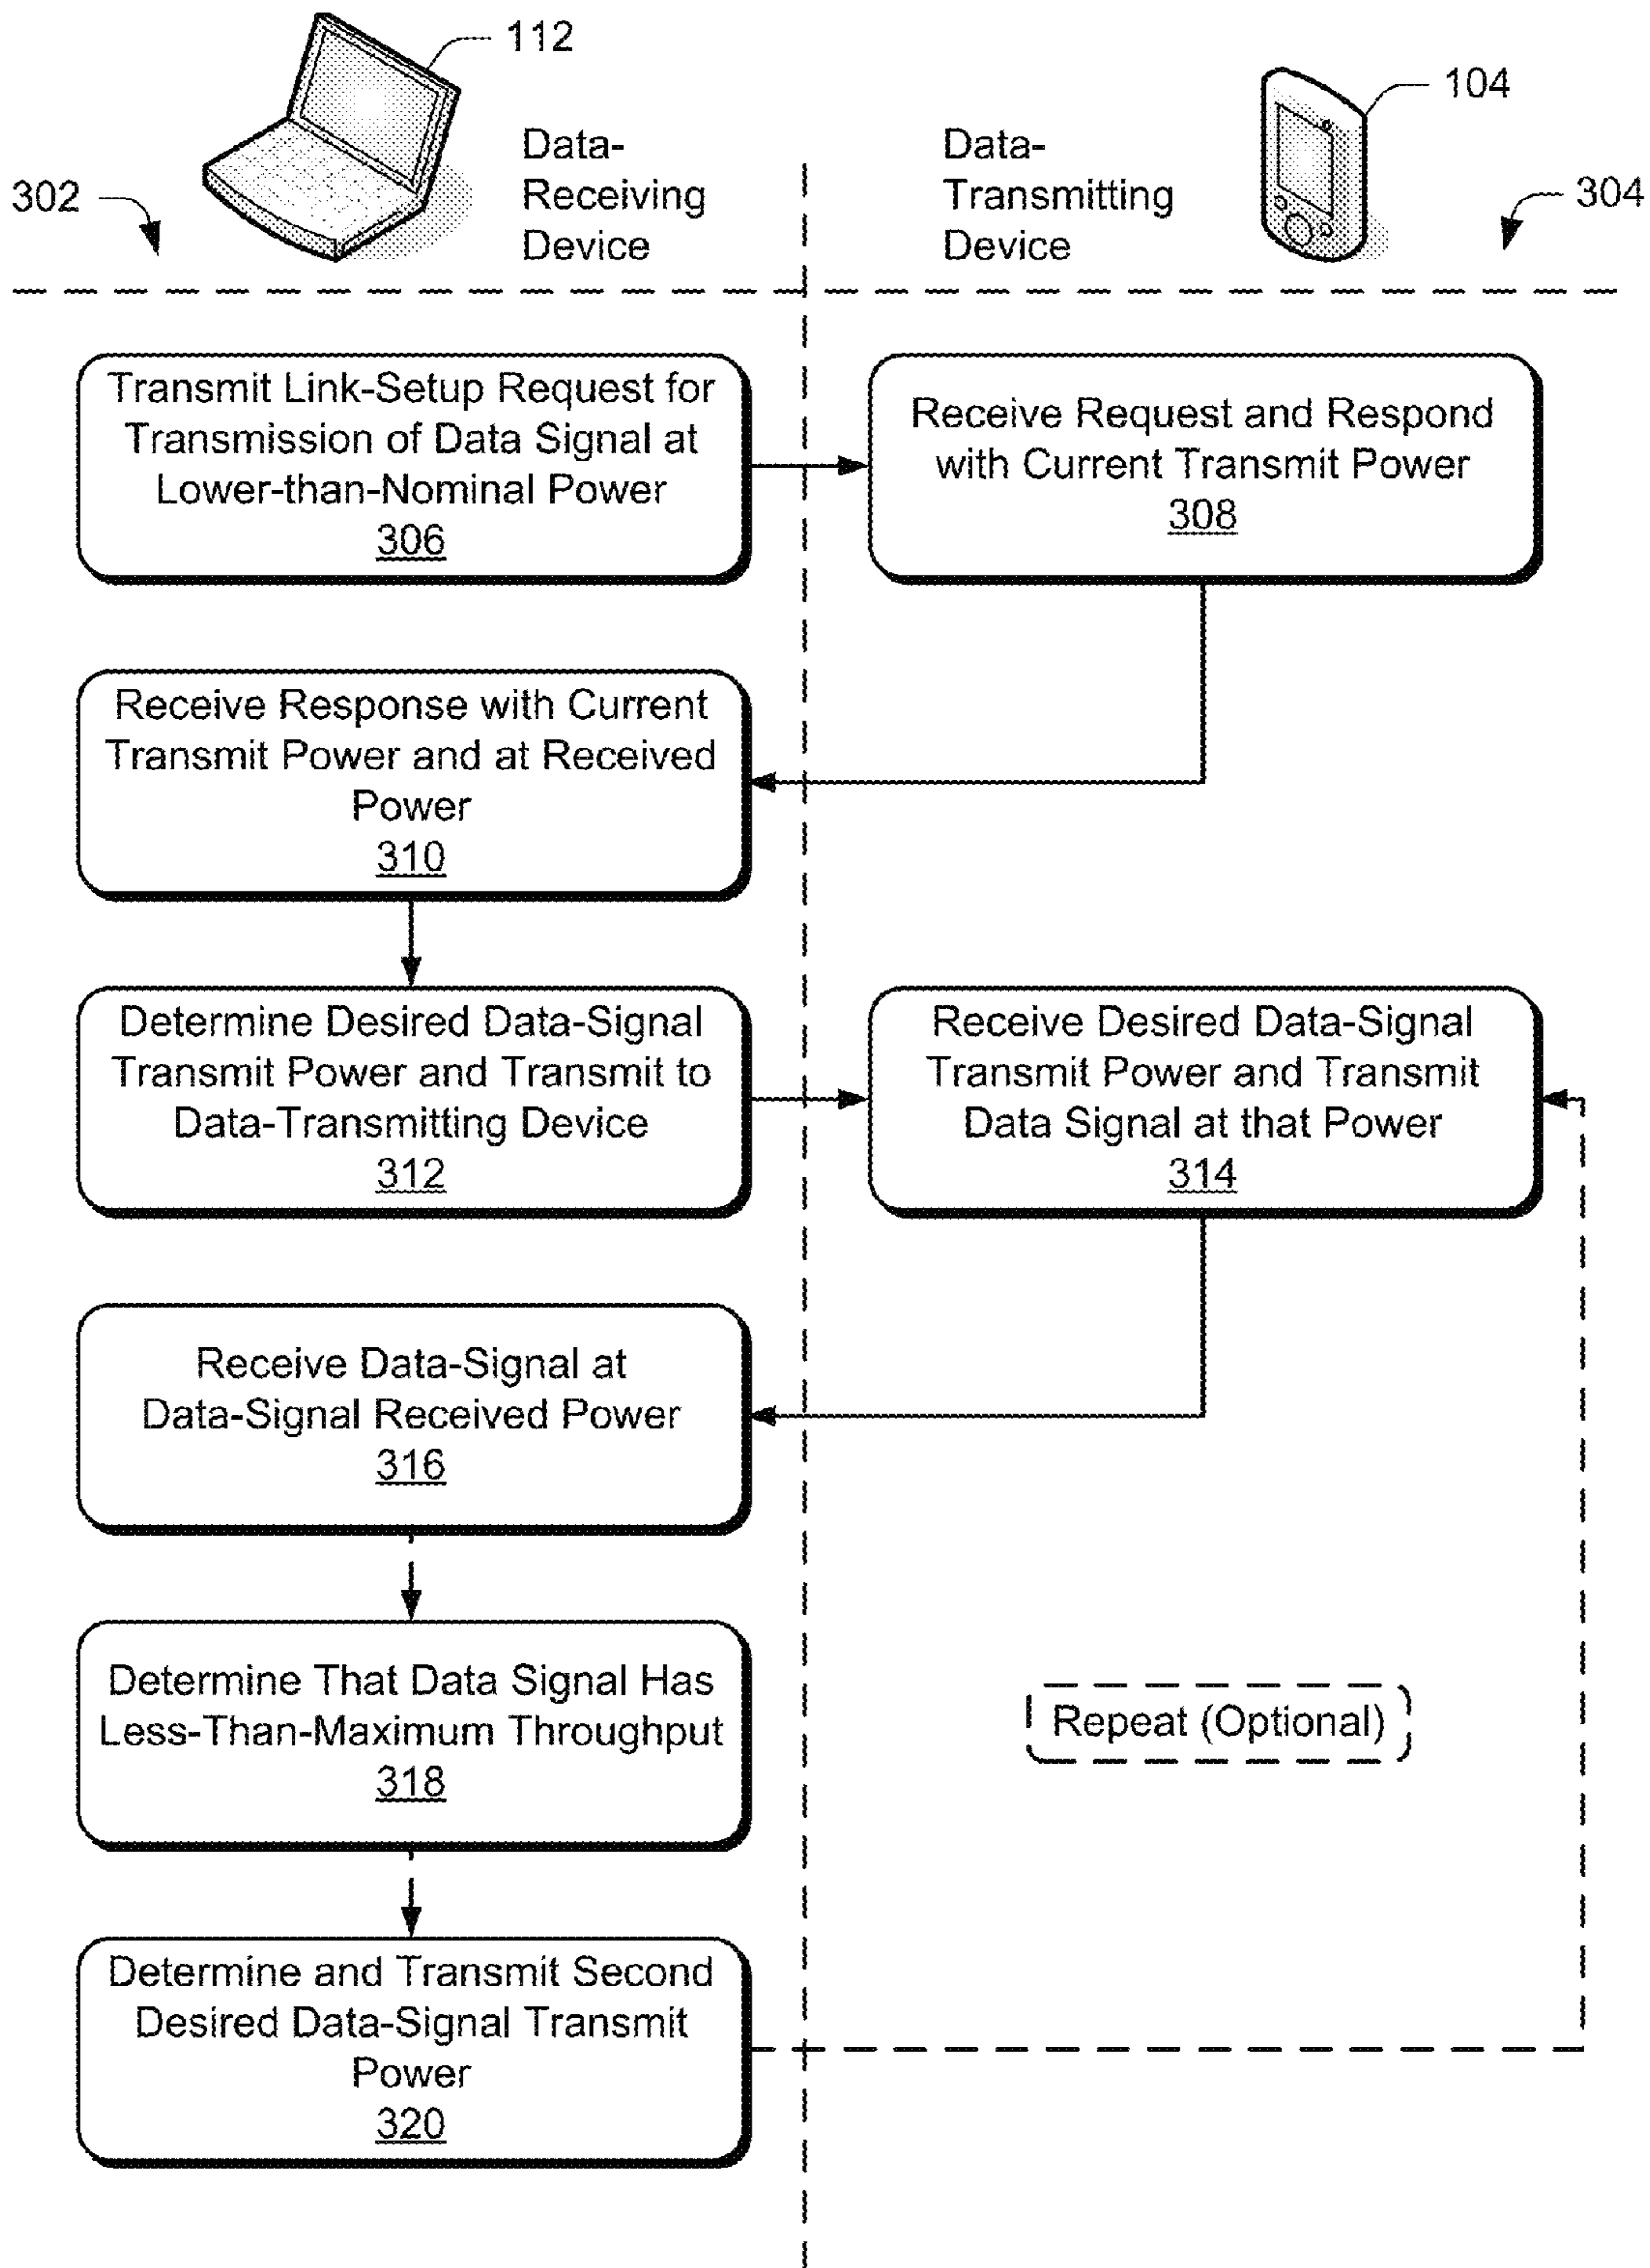 112
104
302
Data-
Receiving
Device
Data-
Transmitting
Device
304
Transmit Link-Setup Request for
Transmission of Data Signal at
Lower-than-Nominal Power
306
Receive Request and Respond
with Current Transmit Power
308
Receive Response with Current
Transmit Power and at Received
Power
310
Determine Desired Data-Signal
Transmit Power and Transmit to
Data-Transmitting Device
312
Receive Desired Data-Signal
Transmit Power and Transmit
Data Signal at that Power
314
Receive Data-Signal at
Data-Signal Received Power
316
Determine That Data Signal Has
Less-Than-Maximum Throughput
318
Repeat (Optional)
Determine and Transmit Second
Desired Data-Signal Transmit
Power
320